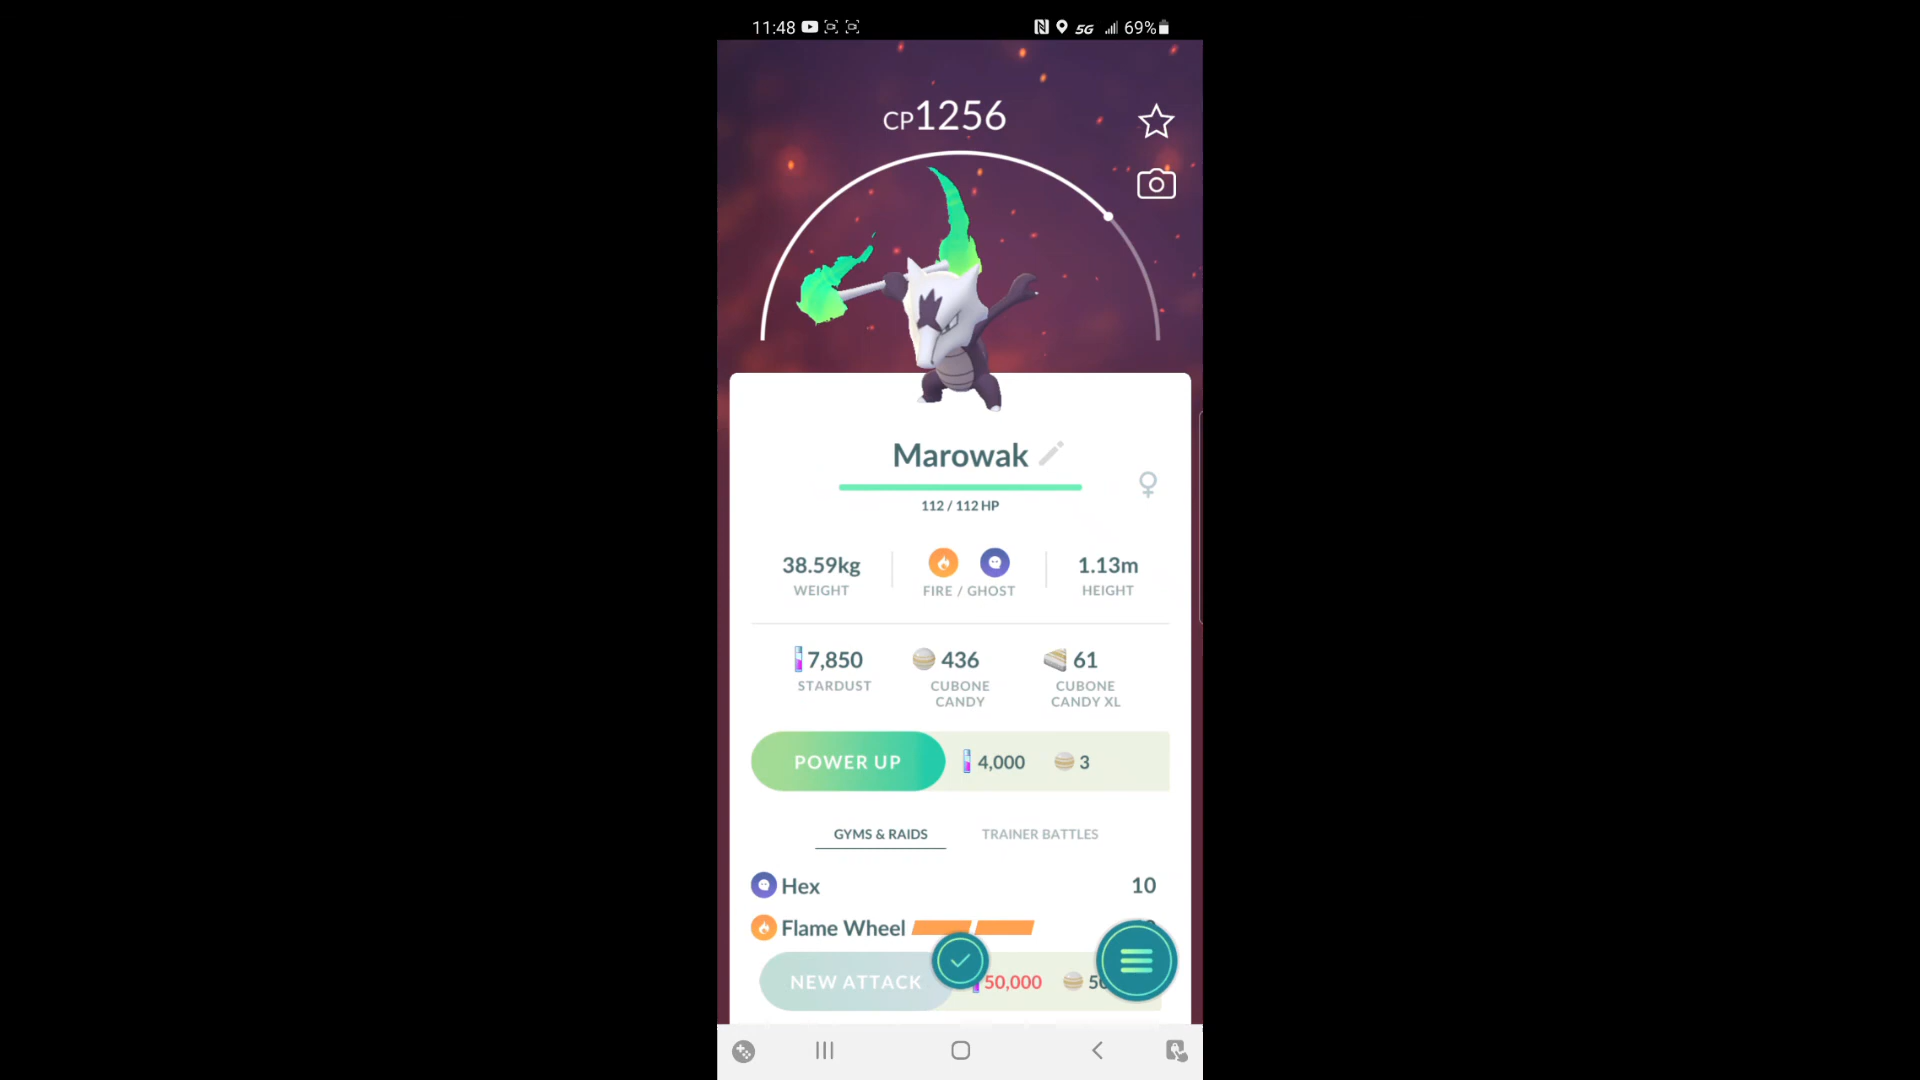 11:48 5G 69%
CP1256
Marowak
112 / 112 HP
38.59kg FIRE / GHOST 1.13m
WEIGHT HEIGHT
7,850 436 61
STARDUST CUBONE CANDY CUBONE CANDY XL
POWER UP 4,000 3
GYMS & RAIDS TRAINER BATTLES
Hex 10
Flame Wheel
NEW ATTACK 50,000